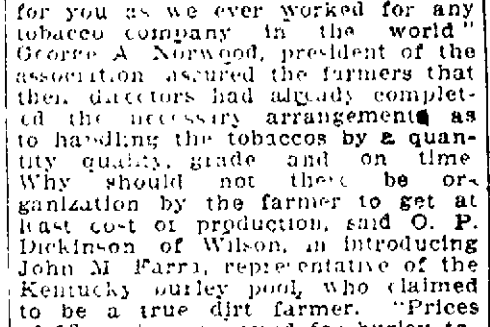 for you as we ever worked for any
tobacco company in the world"
George A Norwood, president of the
association assured the farmers that
their directors had already complet-
ed the necessary arrangements as
to handling the tobaccos by a quan-
tity quality, grade and on time
Why should not there be or-
ganization by the farmer to get at
least cost of production, said O. P.
Dickinson of Wilson, in introducing
John M Farra, representative of the
Kentucky burley pool, who claimed
to be a true dirt farmer. "Prices
for burley to